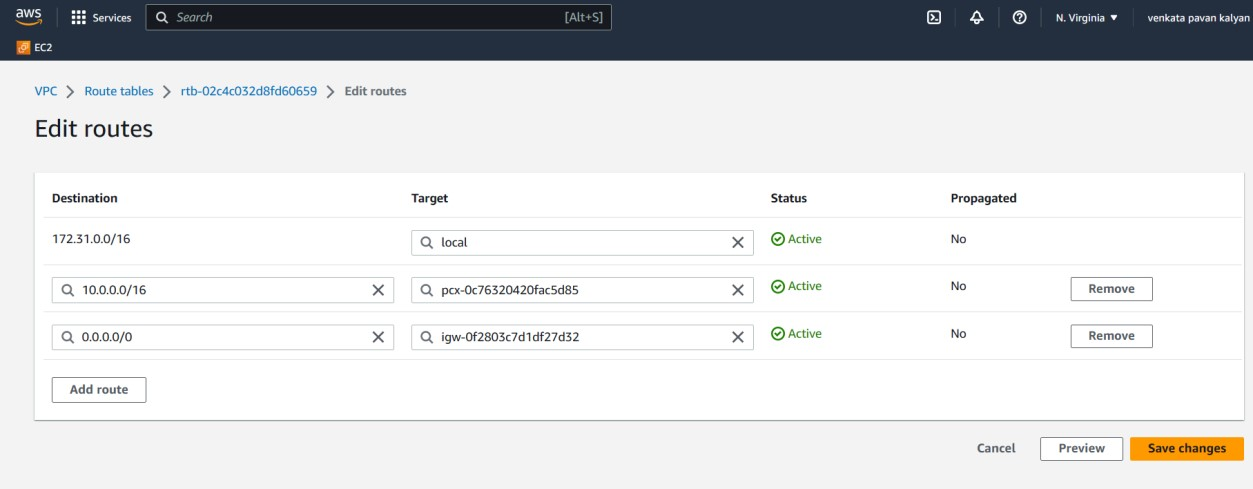 aws Services Search [Alt+S] N. Virginia venkata pavan kalyan
EC2
VPC Route tables rtb-02c4c032d8fd60659 Edit routes
Edit routes
Destination Target Status Propagated
172.31.0.0/16 local Active No
10.0.0.0/16 pcx-0c76320420fac5d85 Active No Remove
0.0.0.0/0 igw-0f2803c7d1df27d32 Active No Remove
Add route
Cancel Preview Save changes